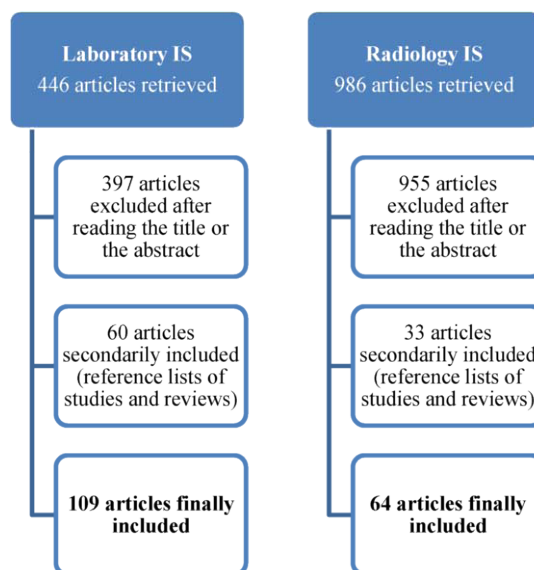 Laboratory IS
446 articles retrieved
397 articles
excluded after
reading the title or
the abstract
60 articles
secondarily included
(reference lists of
studies and reviews)
109 articles finally
included
Radiology IS
986 articles retrieved
955 articles
excluded after
reading the title or
the abstract
33 articles
secondarily included
(reference lists of
studies and reviews)
64 articles finally
included